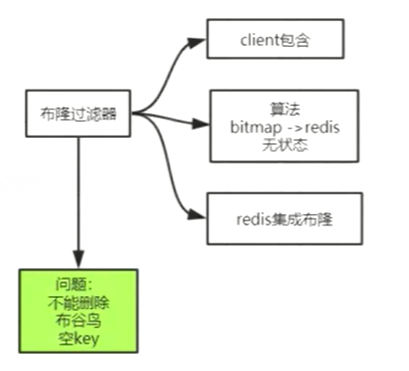 client包含
布隆过滤器
算法
bitmap ->redis
无状态
redis集成布隆
问题：
不能删除
布谷鸟
空key